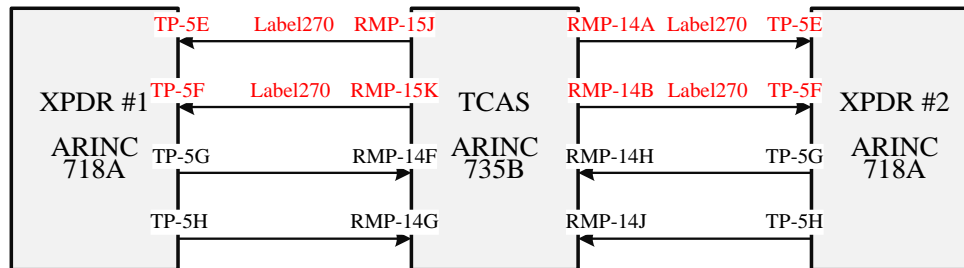 TP-5E Label270 RMP-15J RMP-14A Label270 TP-5E
TP-5F Label270 RMP-15K RMP-14B Label270 TP-5F
XPDR #1 TCAS XPDR #2
ARINC ARINC ARINC
718A 735B 718A
TP-5G RMP-14F RMP-14H TP-5G
TP-5H RMP-14G RMP-14J TP-5H